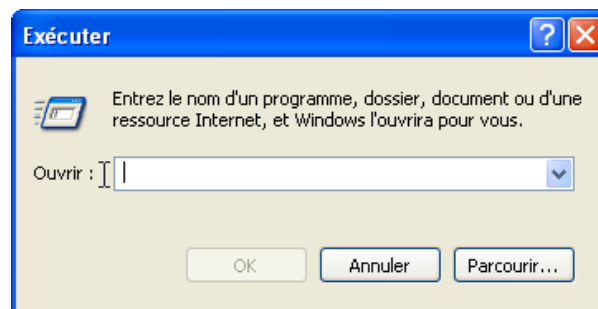 Exécuter
Entrez le nom d'un programme, dossier, document ou d'une
ressource Internet, et Windows l'ouvrira pour vous.
Ouvrir :
OK Annuler Parcourir...